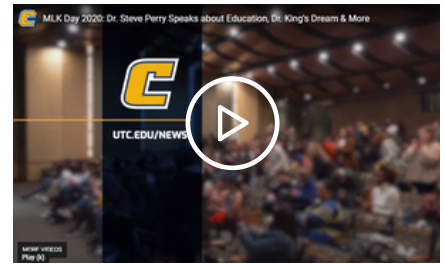 MLK Day 2020: Dr. Steve Perry Speaks about Education, Dr. King's Dream & More
C
UTC.EDU/NEWS
MORE VIDEOS
Play (k)